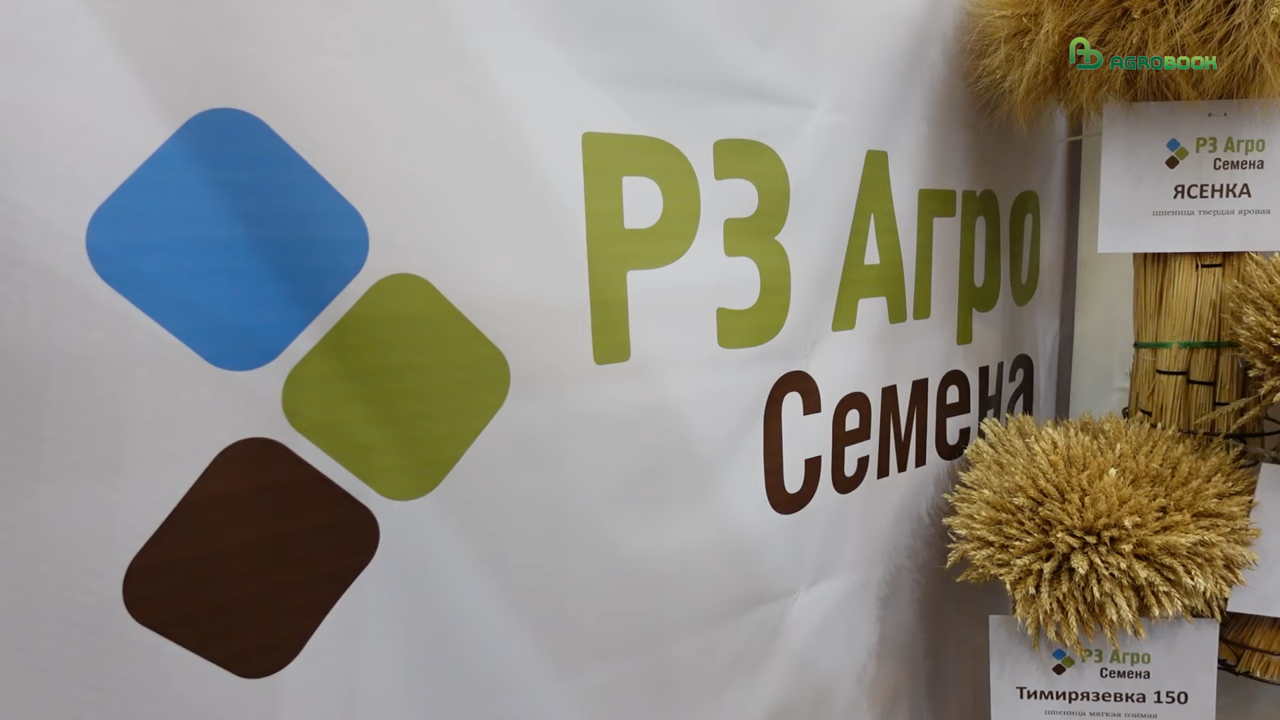 AGROBOOK
РЗ Агро
Семена
РЗ Агро
Семена
ЯСЕНКА
пшеница твердая яровая
РЗ Агро
Семена
Тимирязевка 150
пшеница мягкая озимая